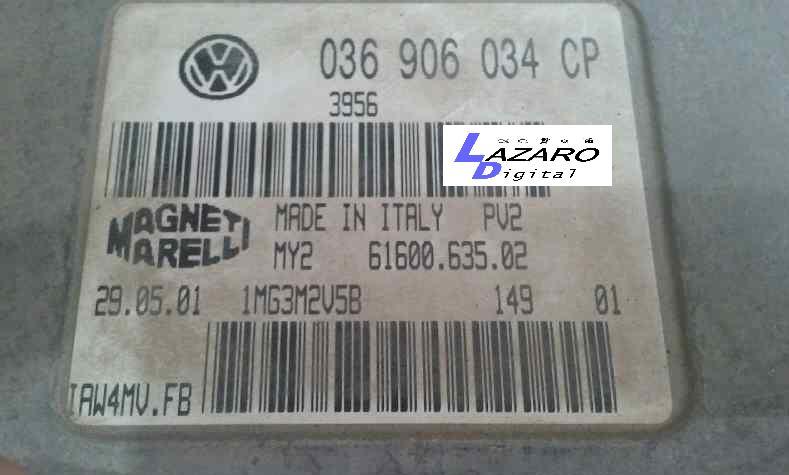 036 906 034 CP
3956
LAZARO
Digital
MAGNETI
MARELLI
MADE IN ITALY PV2
MY2 61600.635.02
29.05.01 1MG3M2V5B 149 01
IAW4MV.FB